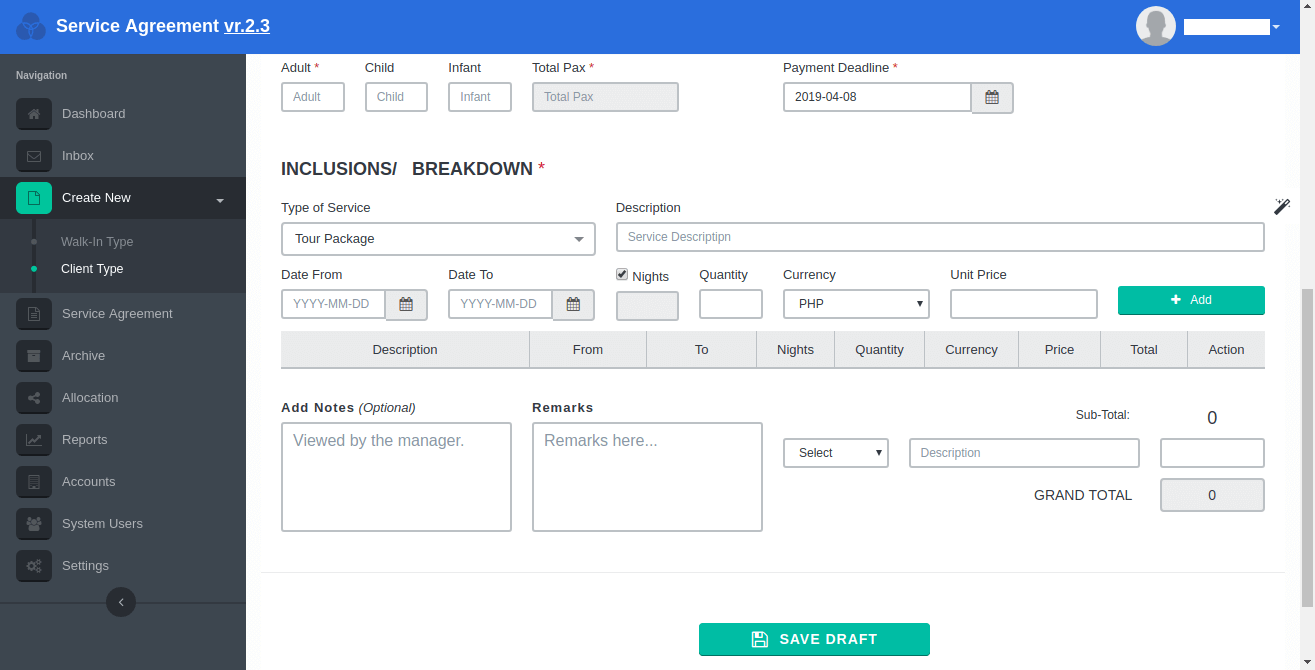 Service Agreement vr.2.3
Navigation
Dashboard
Inbox
Create New
Walk-In Type
Client Type
Service Agreement
Archive
Allocation
Reports
Accounts
System Users
Settings
Adult * Child Infant Total Pax * Payment Deadline *
Adult Child Infant Total Pax 2019-04-08
INCLUSIONS/ BREAKDOWN *
Type of Service Description
Tour Package Service Description
Date From Date To Nights Quantity Currency Unit Price
YYYY-MM-DD YYYY-MM-DD PHP + Add
Description From To Nights Quantity Currency Price Total Action
Add Notes (Optional) Remarks Sub-Total: 0
Viewed by the manager. Remarks here...
Select Description
GRAND TOTAL 0
SAVE DRAFT